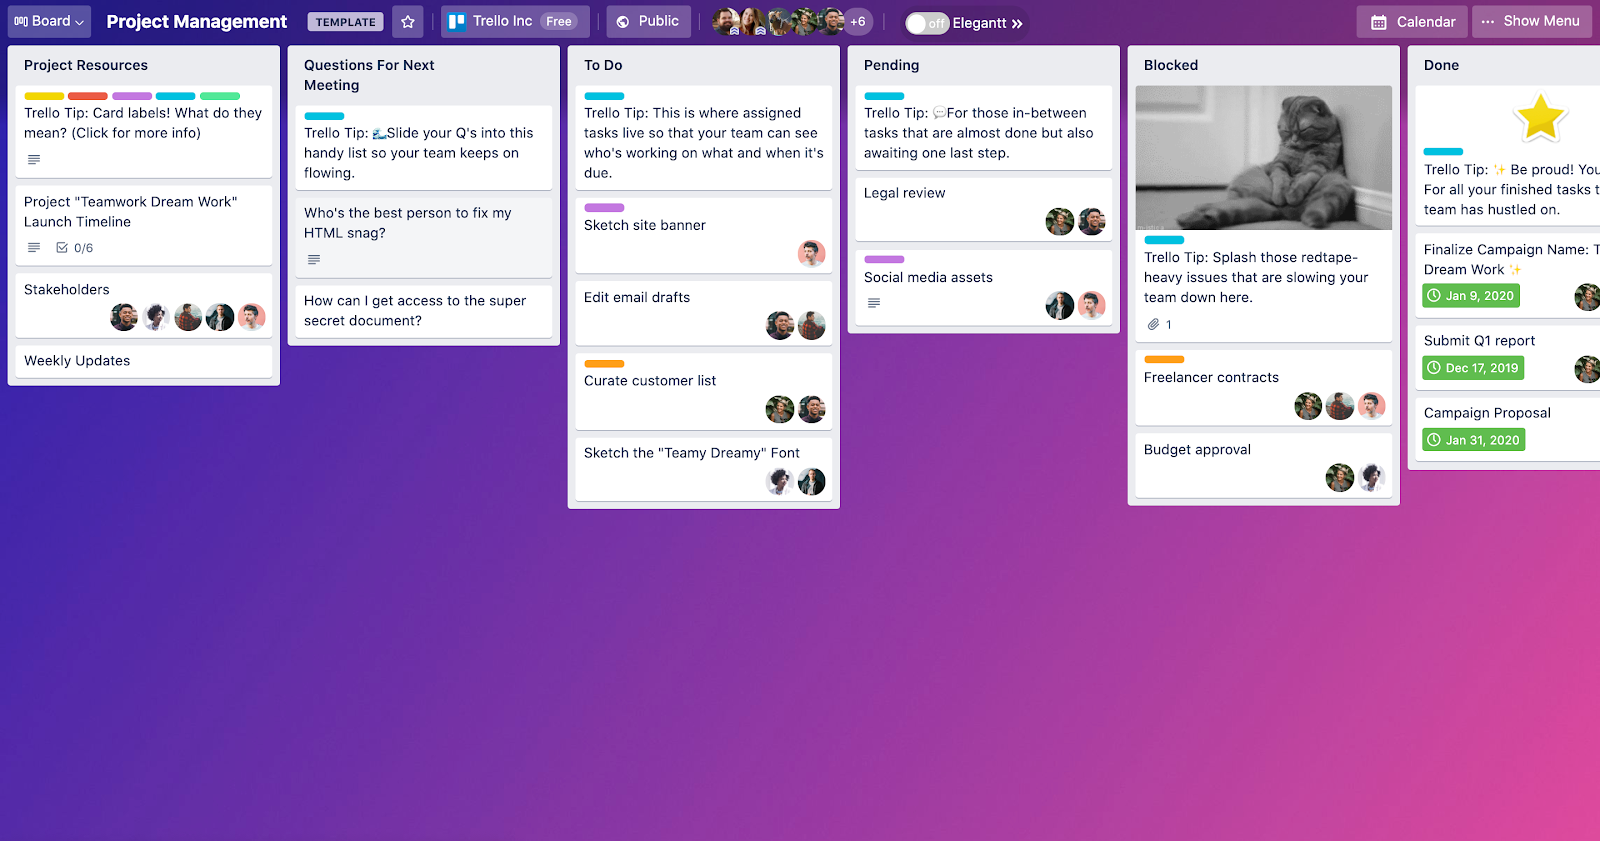 Board
Project Management
TEMPLATE
Trello Inc Free
Public
+6
off Elegantt »
Calendar
··· Show Menu
Project Resources
Trello Tip: Card labels! What do they
mean? (Click for more info)
Project "Teamwork Dream Work"
Launch Timeline
0/6
Stakeholders
Weekly Updates
Questions For Next
Meeting
Trello Tip: 🌊Slide your Q's into this
handy list so your team keeps on
flowing.
Who's the best person to fix my
HTML snag?
How can I get access to the super
secret document?
To Do
Trello Tip: This is where assigned
tasks live so that your team can see
who's working on what and when it's
due.
Sketch site banner
Edit email drafts
Curate customer list
Sketch the "Teamy Dreamy" Font
Pending
Trello Tip: 💬For those in-between
tasks that are almost done but also
awaiting one last step.
Legal review
Social media assets
Blocked
Trello Tip: Splash those redtape-
heavy issues that are slowing your
team down here.
1
Freelancer contracts
Budget approval
Done
Trello Tip: ✨ Be proud! You
For all your finished tasks t
team has hustled on.
Finalize Campaign Name: T
Dream Work ✨
Jan 9, 2020
Submit Q1 report
Dec 17, 2019
Campaign Proposal
Jan 31, 2020